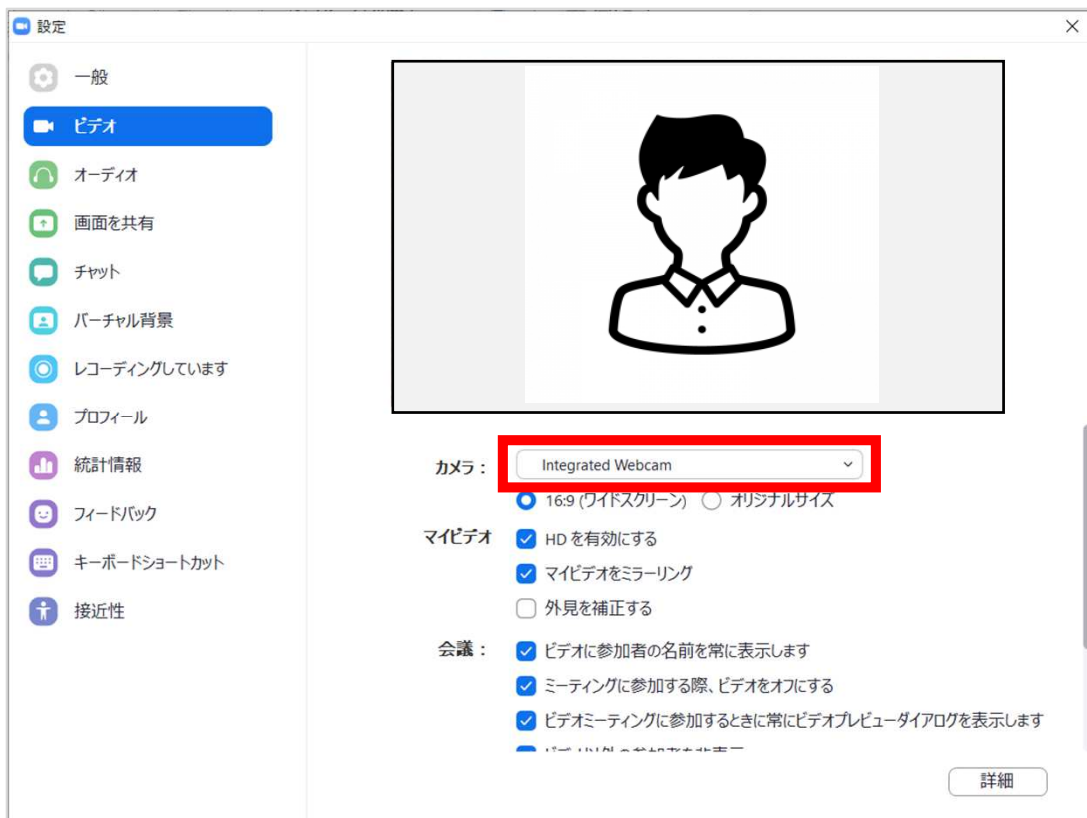 設定
一般
ビデオ
オーディオ
画面を共有
チャット
バーチャル背景
レコーディングしています
プロフィール
統計情報
フィードバック
キーボードショートカット
接近性
カメラ： Integrated Webcam
16:9 (ワイドスクリーン) オリジナルサイズ
マイビデオ HD を有効にする
マイビデオをミラーリング
外見を補正する
会議： ビデオに参加者の名前を常に表示します
ミーティングに参加する際、ビデオをオフにする
ビデオミーティングに参加するときに常にビデオプレビューダイアログを表示します
詳細